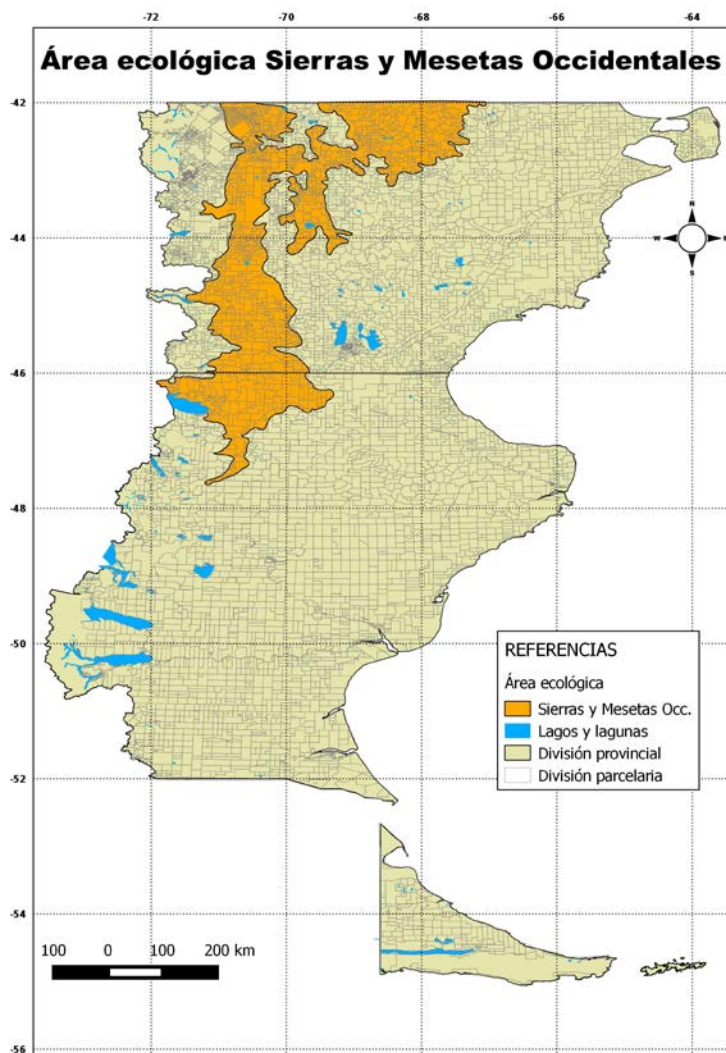 -72 -70 -68 -66 -64
Área ecológica Sierras y Mesetas Occidentales
-42
-44
-46
-48
-50
-52
-54
-56
N
W
S
REFERENCIAS
Área ecológica
Sierras y Mesetas Occ.
Lagos y lagunas
División provincial
División parcelaria
100 0 100 200 km